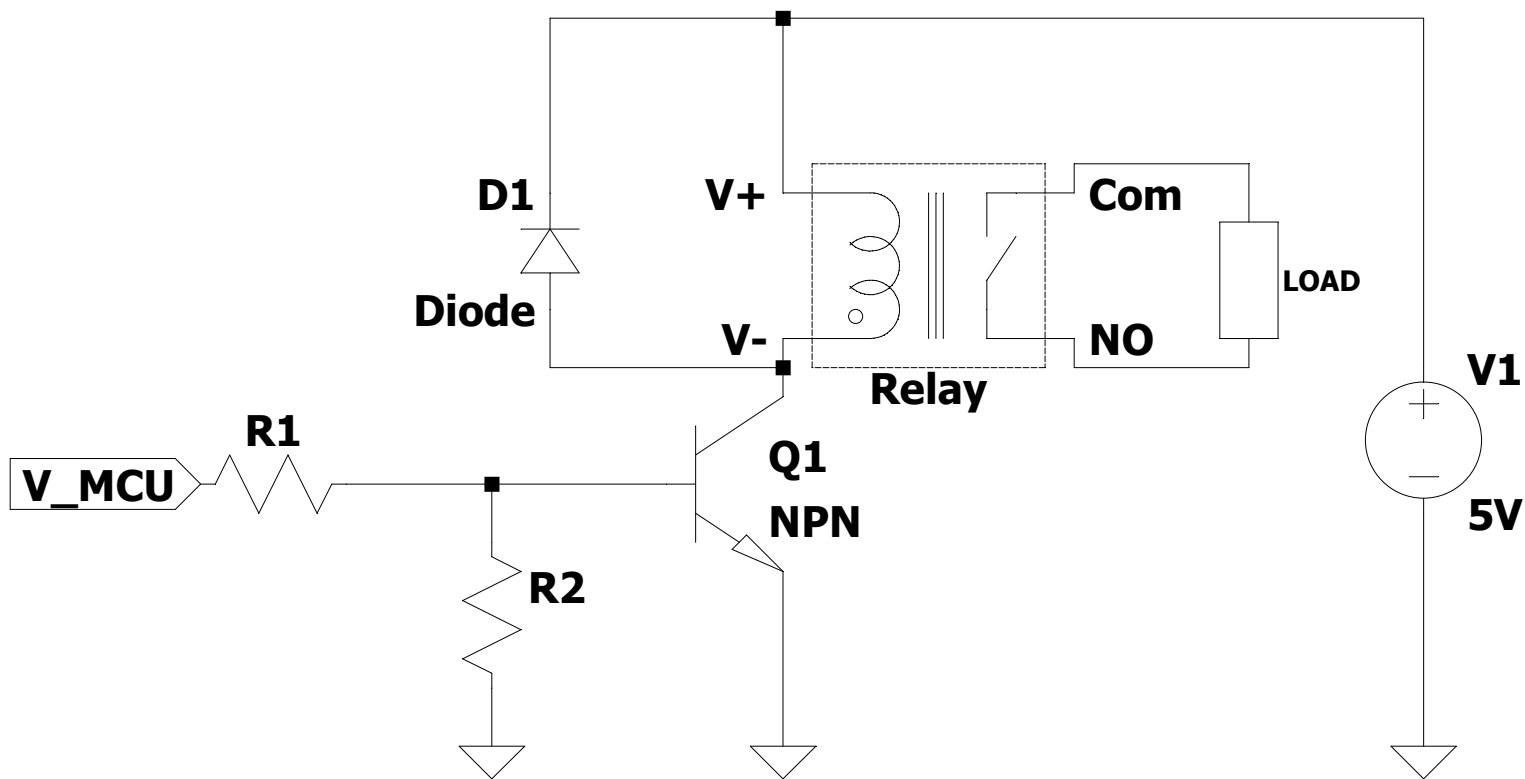 D1
Diode
V+
V-
Relay
Com
NO
LOAD
V1
5V
R1
V_MCU
Q1
NPN
R2